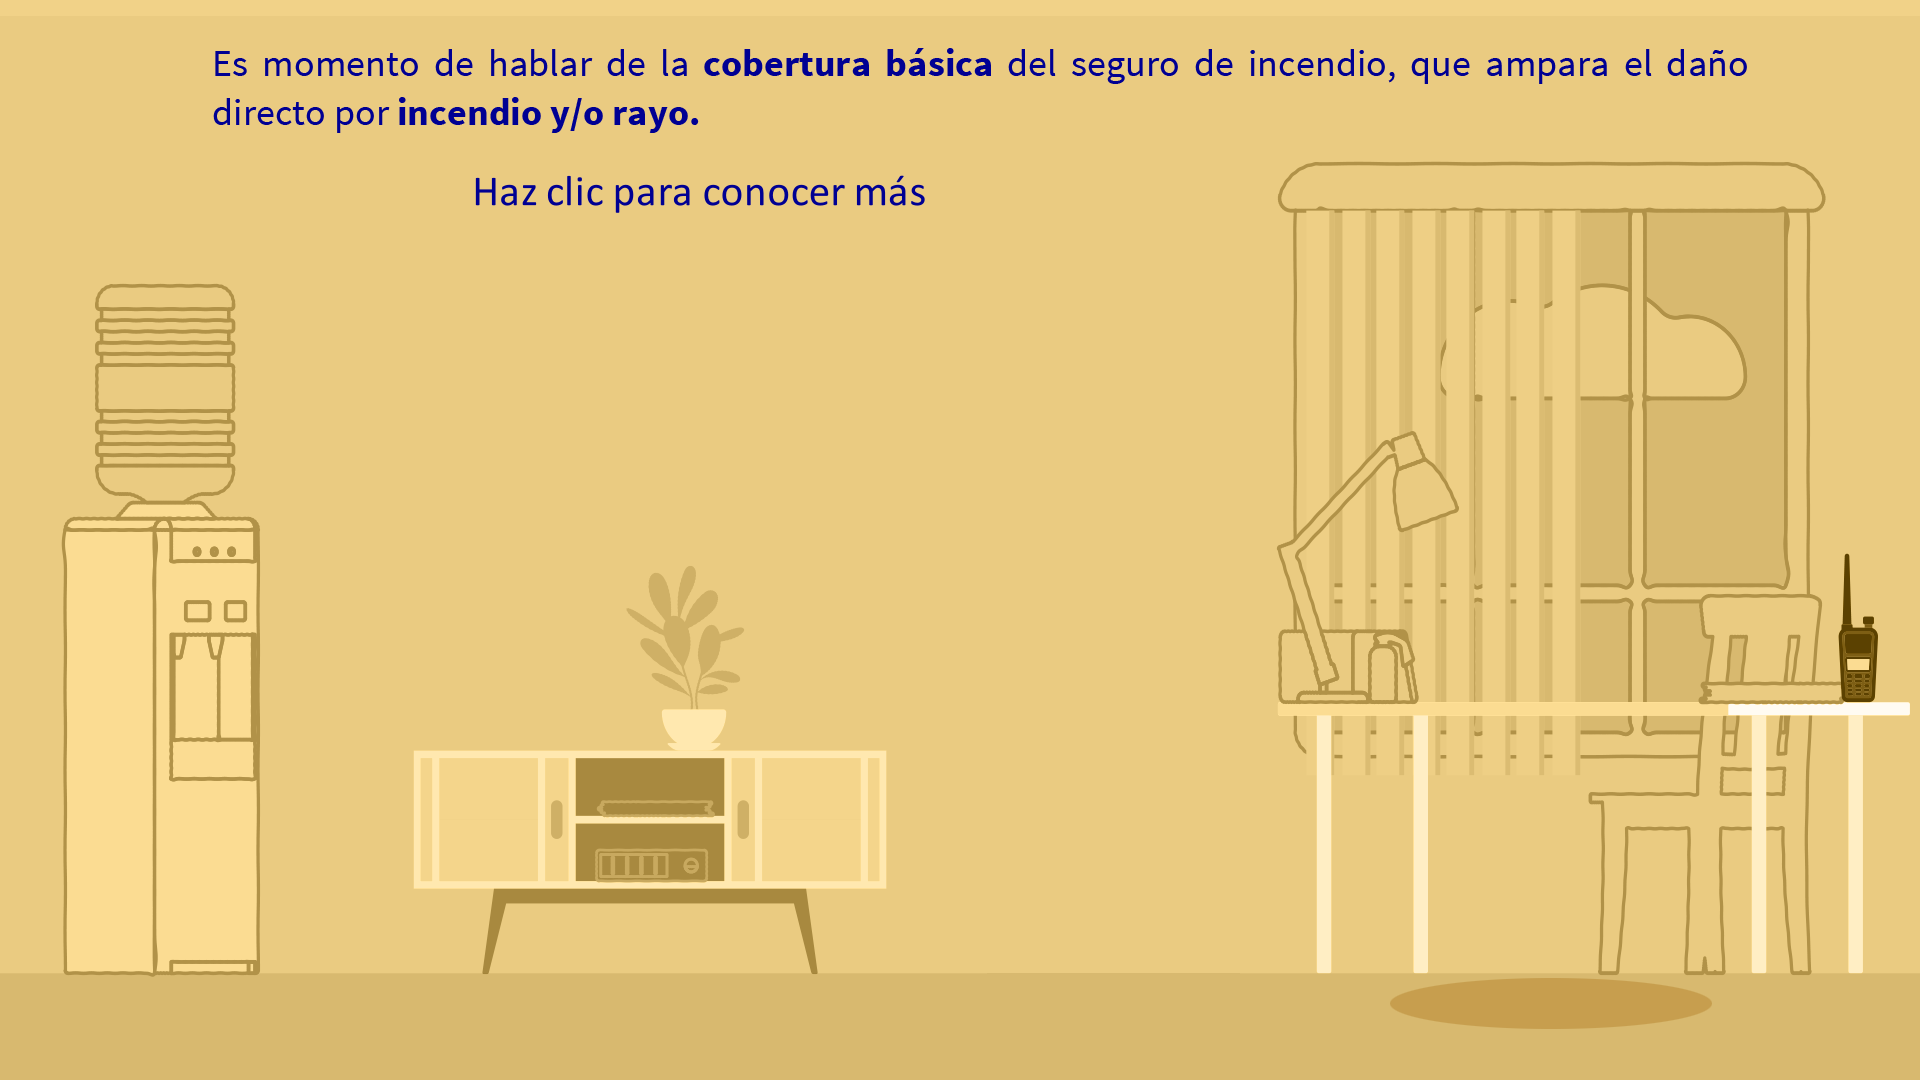 Es momento de hablar de la cobertura básica del seguro de incendio, que ampara el daño
directo por incendio y/o rayo.
Haz clic para conocer más